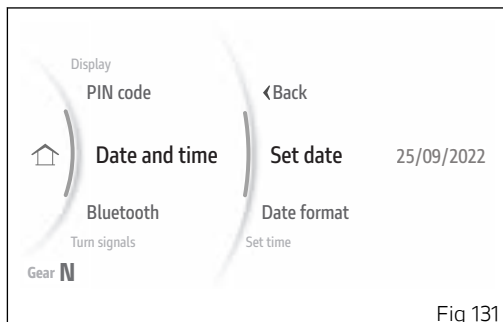 Display
PIN code
Back
Date and time
Set date
25/09/2022
Bluetooth
Date format
Turn signals
Set time
Gear N
Fig 131